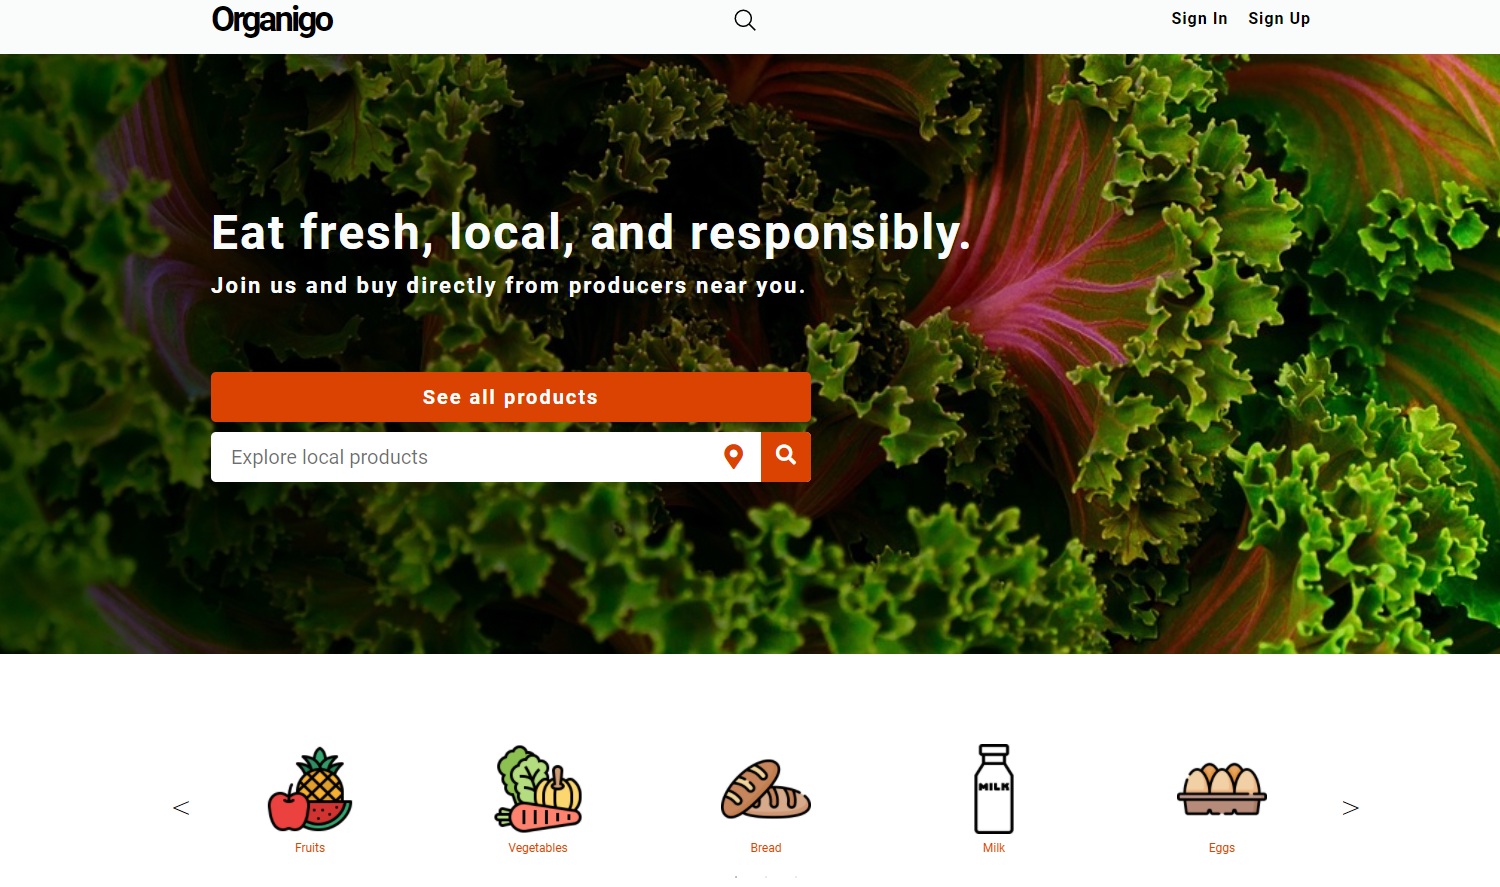 Organigo
Sign In Sign Up
Eat fresh, local, and responsibly.
Join us and buy directly from producers near you.
See all products
Explore local products
MILK
Fruits Vegetables Bread Milk Eggs